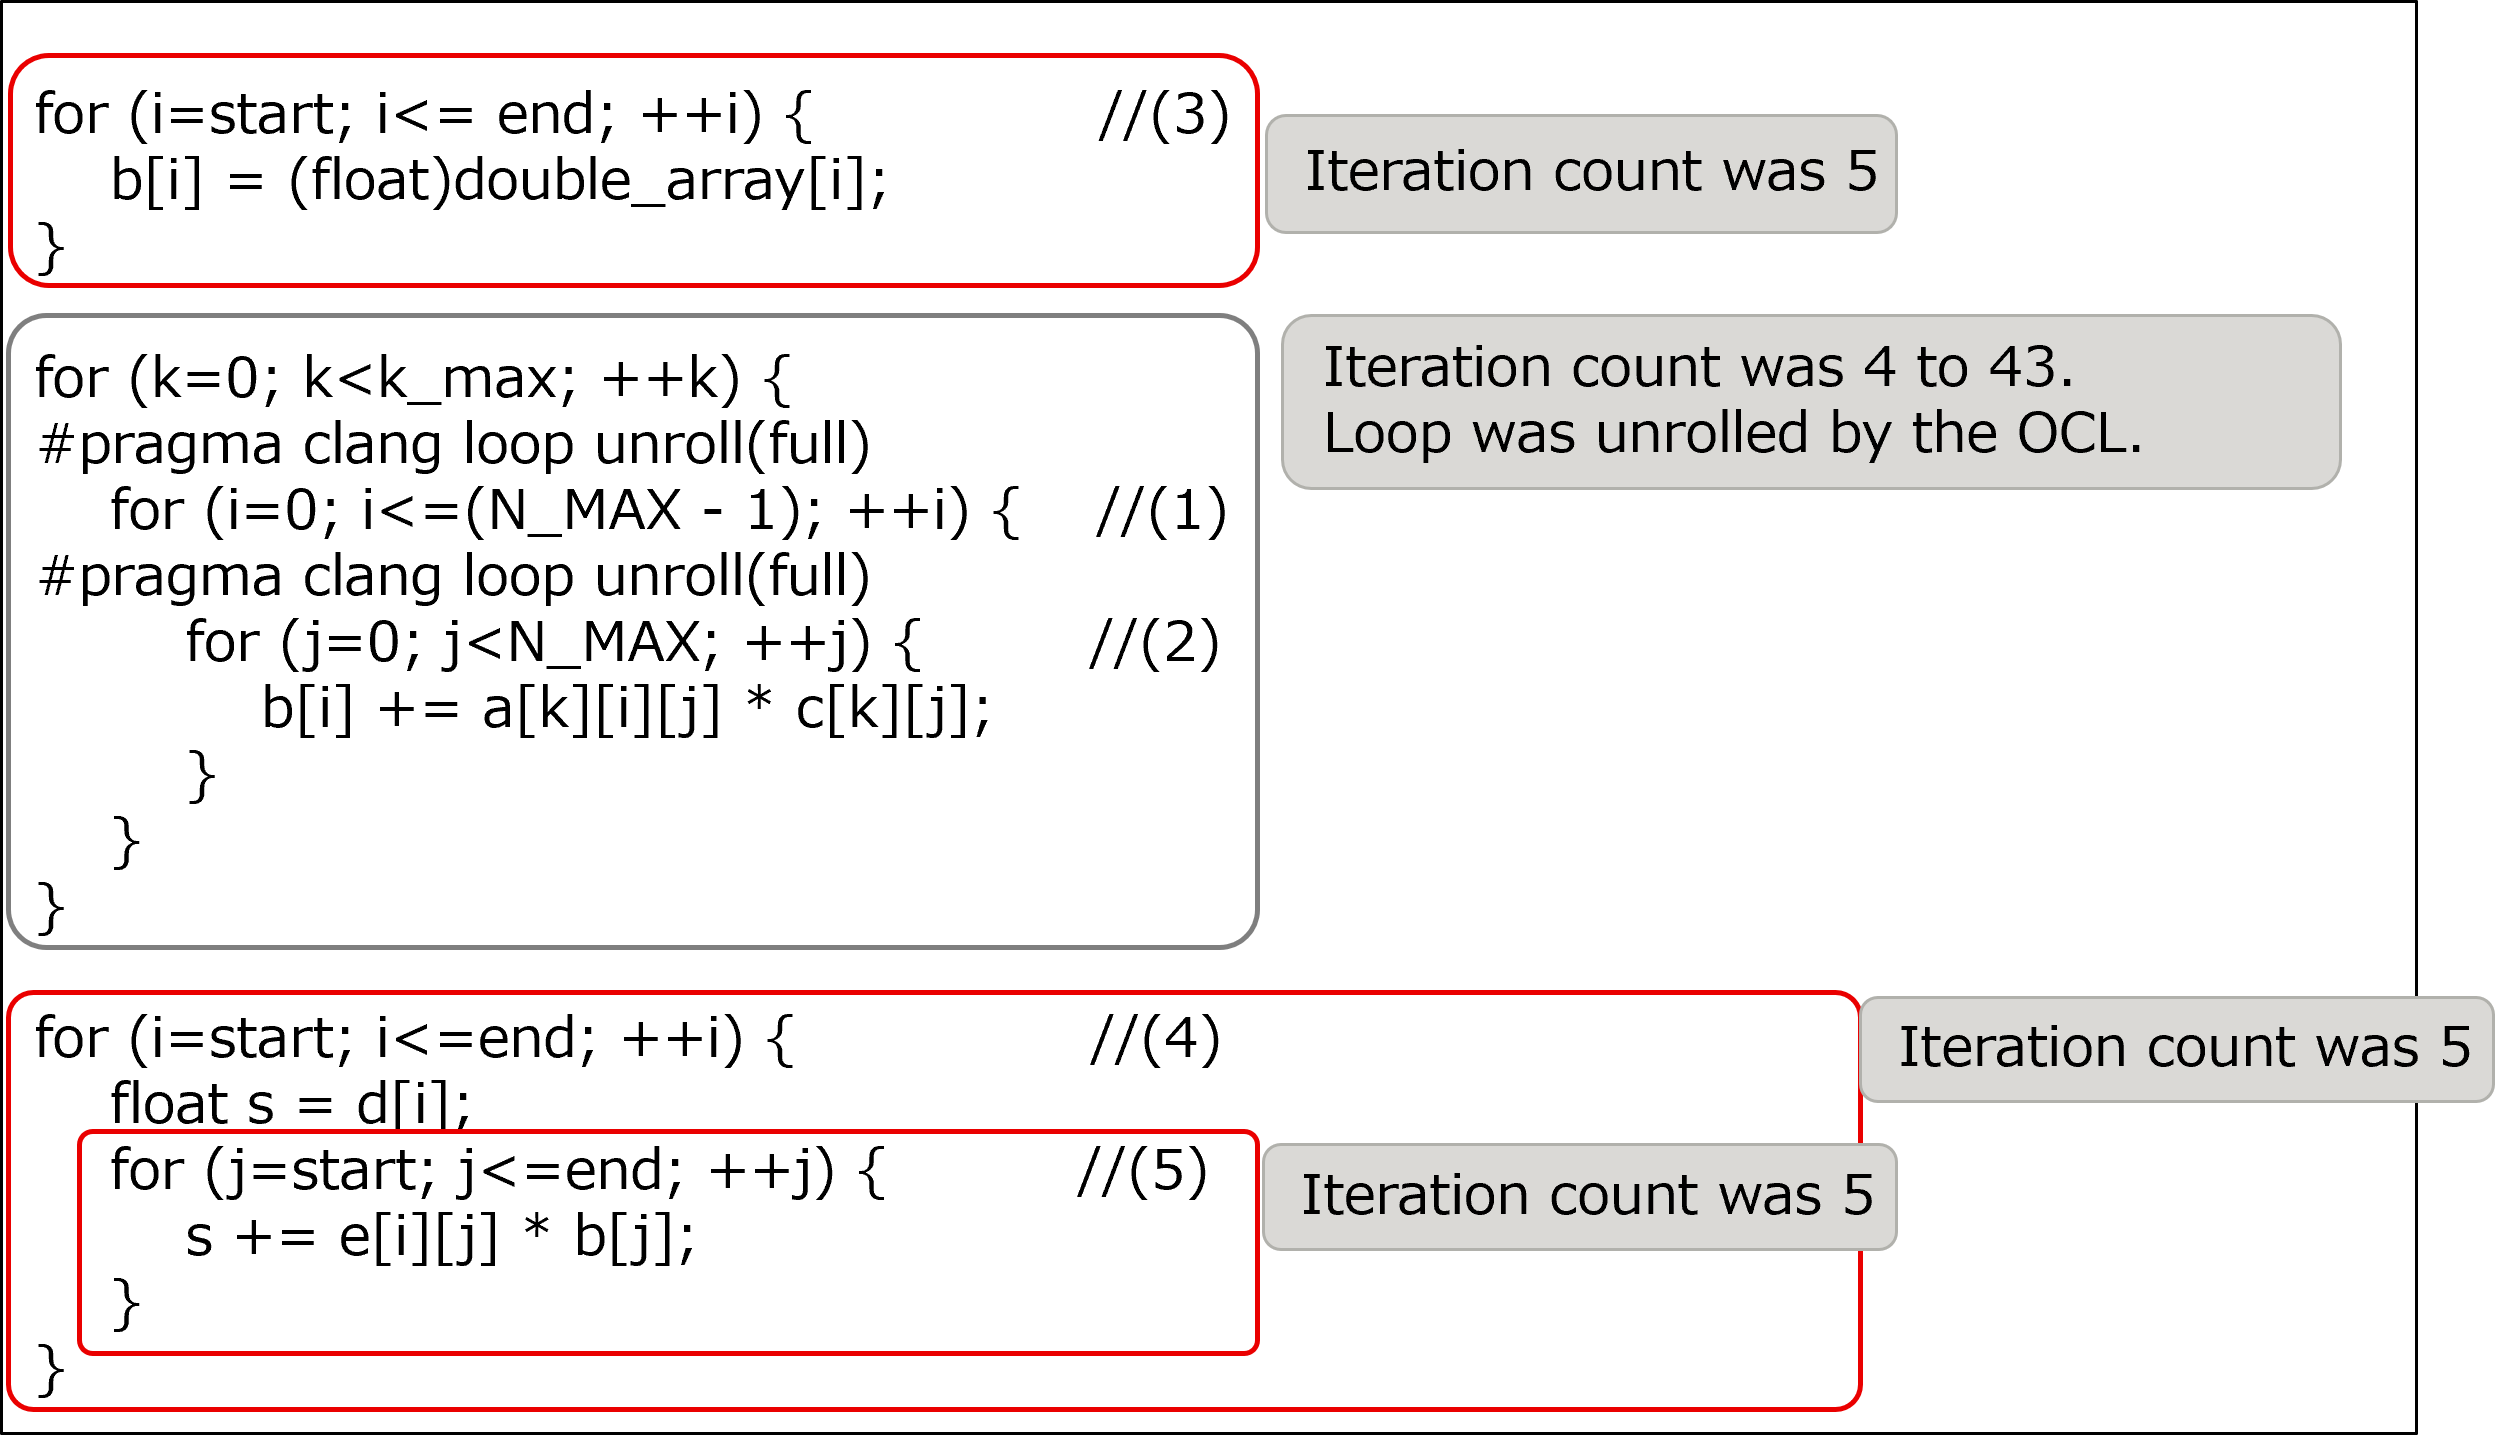 for (i=start; i<= end; ++i) { //(3)
b[i] = (float)double_array[i];
}
Iteration count was 5
for (k=0; k<k_max; ++k) {
#pragma clang loop unroll(full)
for (i=0; i<=(N_MAX - 1); ++i) { //(1)
#pragma clang loop unroll(full)
for (j=0; j<N_MAX; ++j) { //(2)
b[i] += a[k][i][j] * c[k][j];
}
}
}
Iteration count was 4 to 43.
Loop was unrolled by the OCL.
for (i=start; i<=end; ++i) { //(4)
float s = d[i];
for (j=start; j<=end; ++j) { //(5)
s += e[i][j] * b[j];
}
}
Iteration count was 5
Iteration count was 5